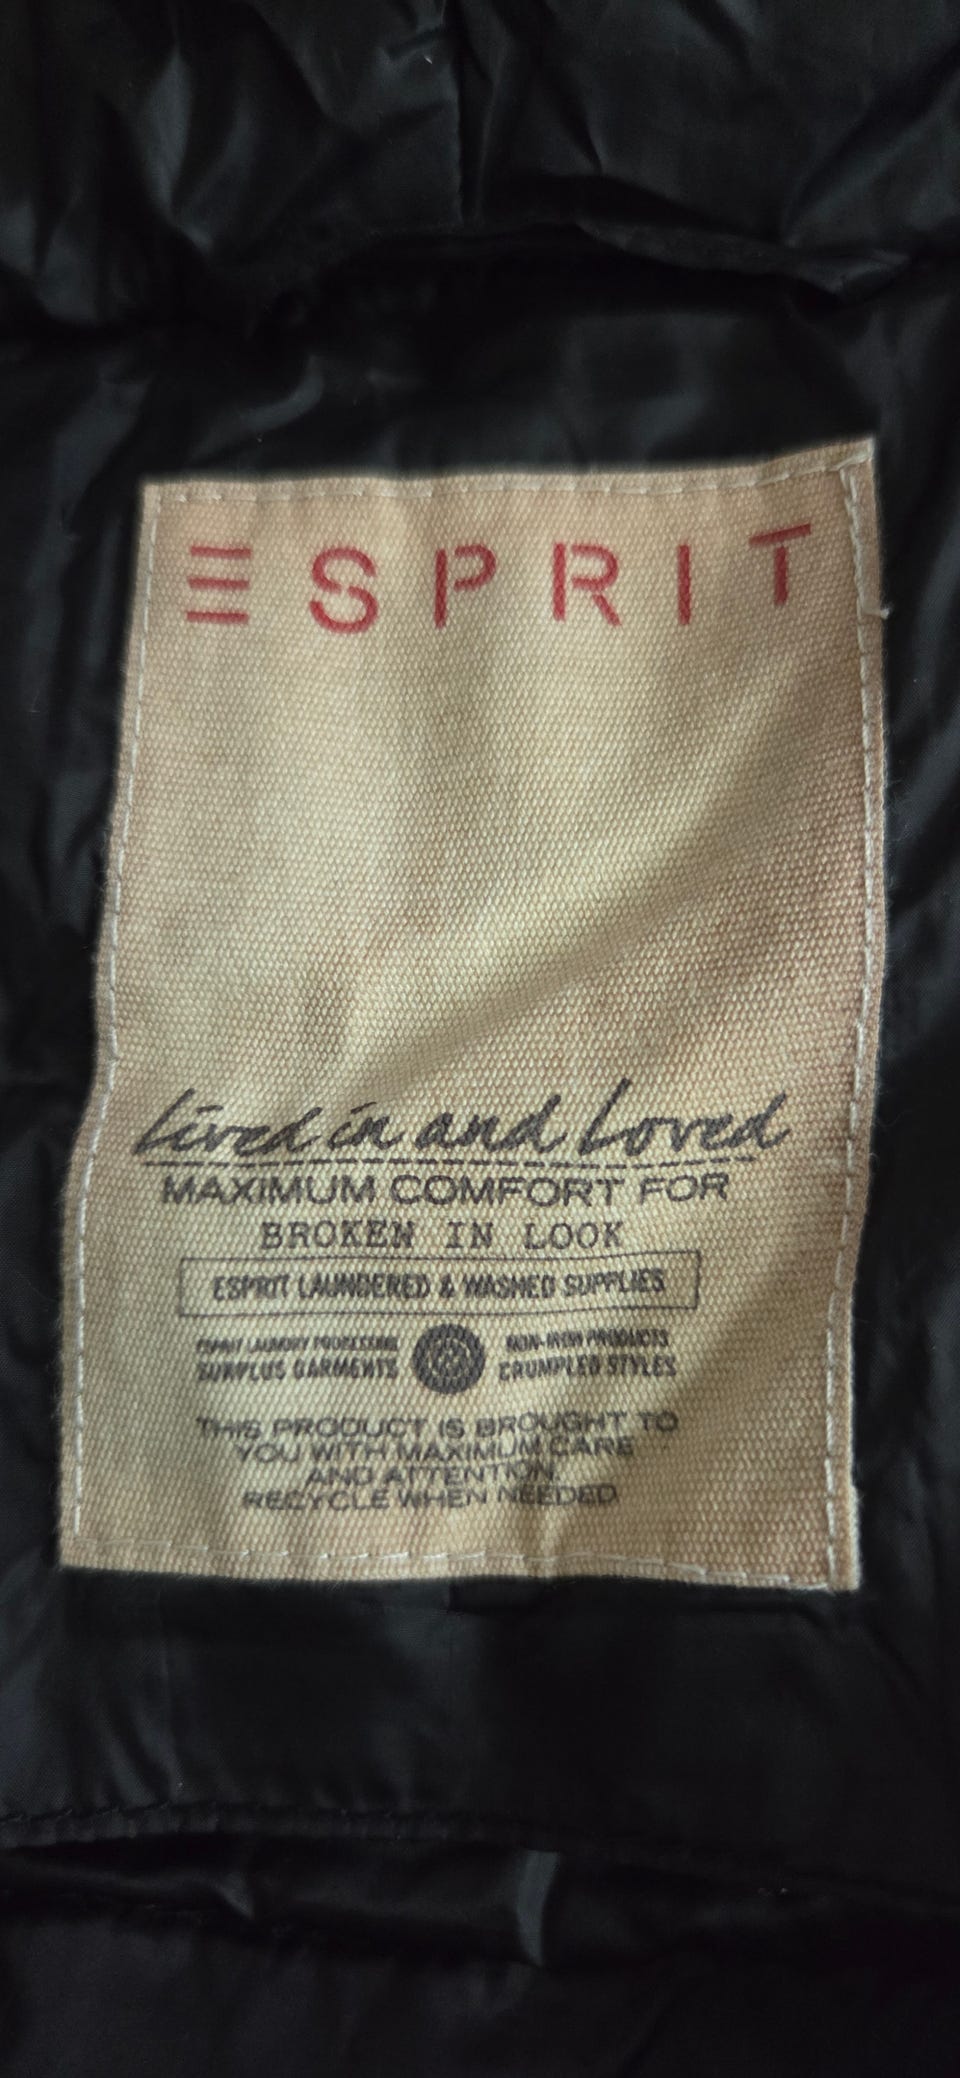 ESPRIT
Lived in and Loved
MAXIMUM COMFORT FOR
BROKEN IN LOOK
ESPRIT LAUNDERED & WASHED SUPPLIES
ESPRIT LAUNDRY PROCESSING
SURPLUS GARMENTS
NON-IRON PRODUCTS
CRUMPLED STYLES
THIS PRODUCT IS BROUGHT TO
YOU WITH MAXIMUM CARE
AND ATTENTION.
RECYCLE WHEN NEEDED